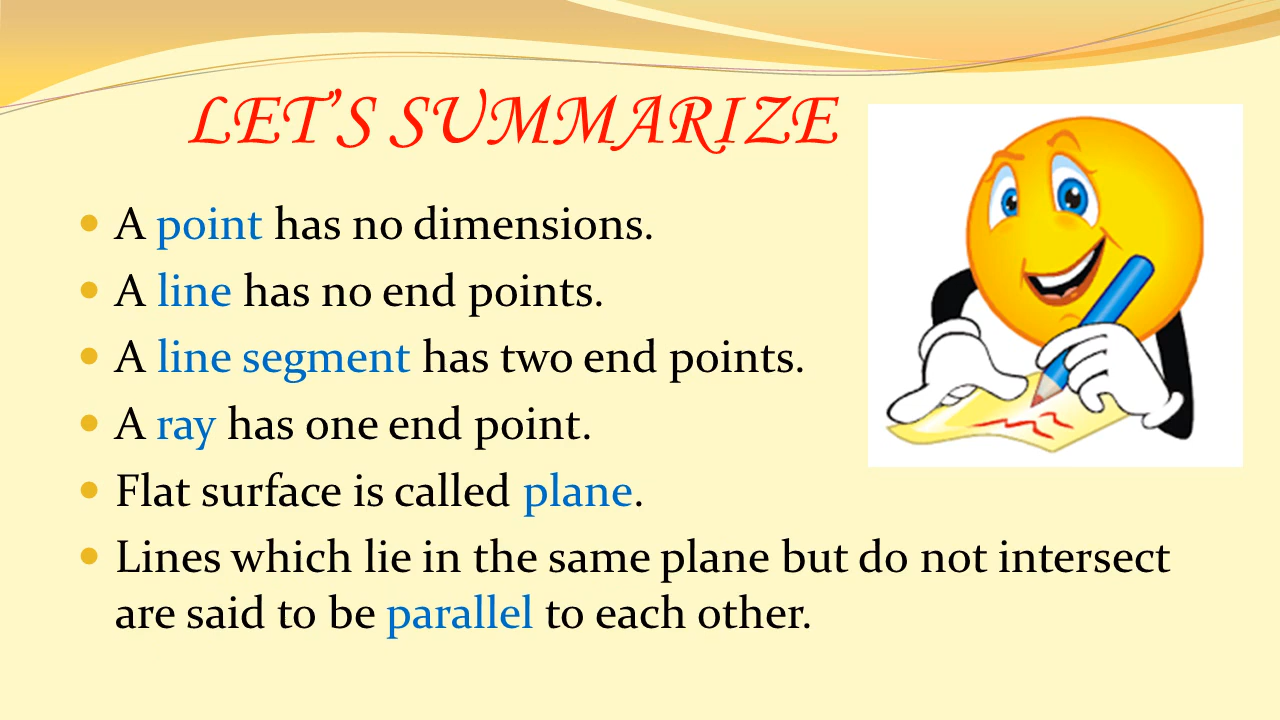 LET’S SUMMARIZE
• A point has no dimensions.
• A line has no end points.
• A line segment has two end points.
• A ray has one end point.
• Flat surface is called plane.
• Lines which lie in the same plane but do not intersect
are said to be parallel to each other.